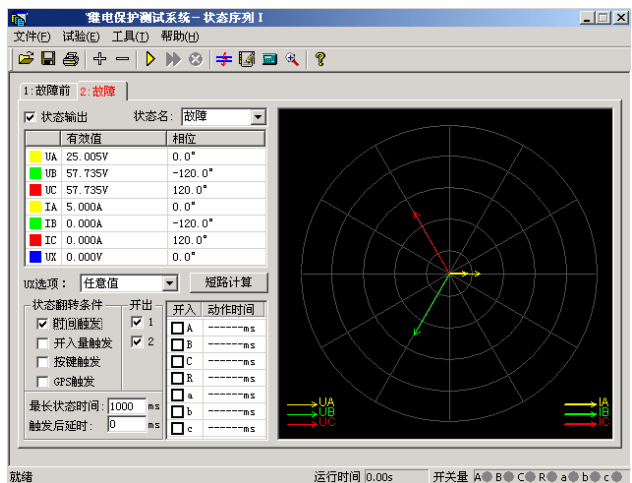 继电保护测试系统－状态序列 I
文件(F) 试验(E) 工具(T) 帮助(H)
1:故障前 2:故障
状态输出 状态名: 故障
有效值 相位
UA 25.005V 0.0°
UB 57.735V -120.0°
UC 57.735V 120.0°
IA 5.000A 0.0°
IB 0.000A -120.0°
IC 0.000A 120.0°
UX 0.000V 0.0°
UX选项: 任意值 短路计算
状态翻转条件 开出 开入 动作时间
时间触发 1 A ------ms
开入量触发 2 B ------ms
按键触发 C ------ms
GPS触发 R ------ms
a ------ms
最长状态时间: 1000 ms b ------ms
触发后延时: 0 ms c ------ms
UA IA
UB IB
UC IC
就绪 运行时间 0.00s 开关量 A B C R a b c